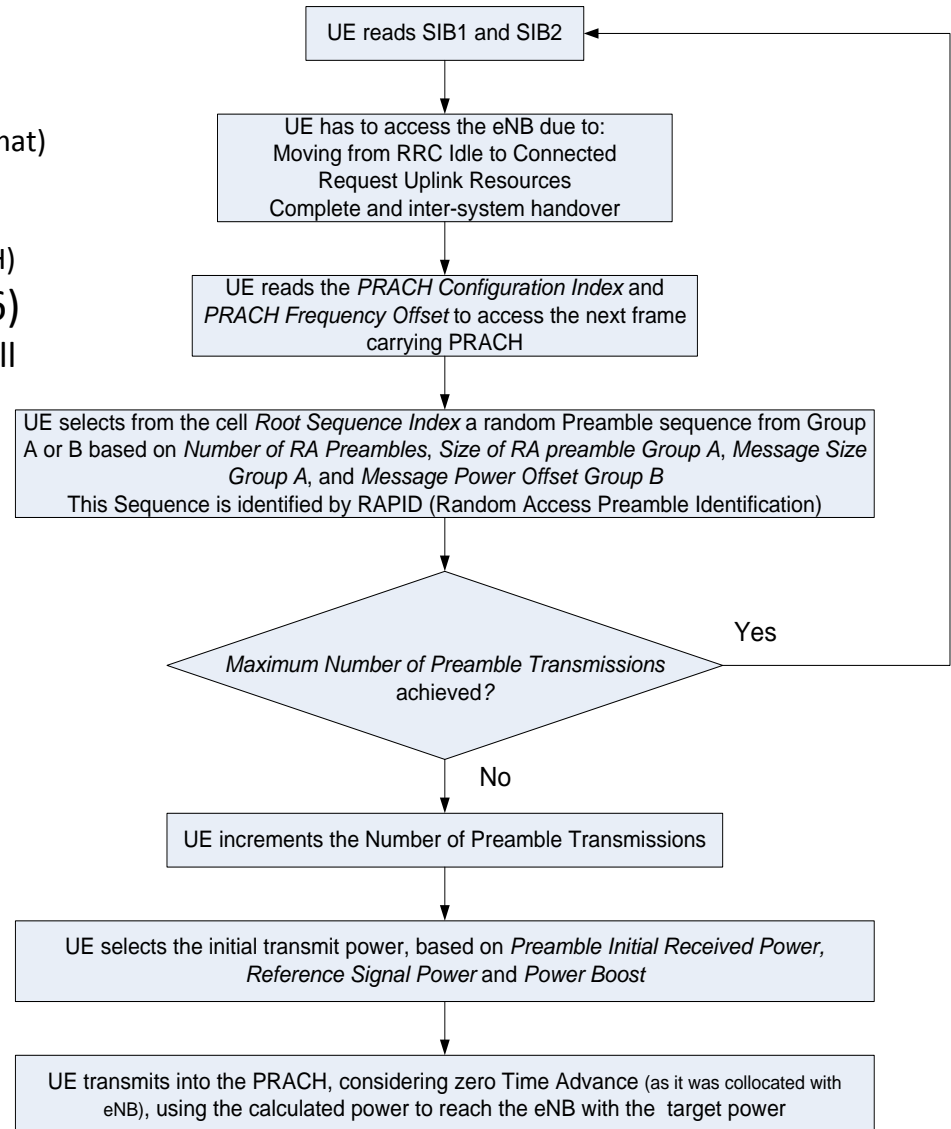 UE reads SIB1 and SIB2
nat)
UE has to access the eNB due to:
Moving from RRC Idle to Connected
Request Uplink Resources
Complete and inter-system handover
H)
6)
ll
UE reads the PRACH Configuration Index and
PRACH Frequency Offset to access the next frame
carrying PRACH
UE selects from the cell Root Sequence Index a random Preamble sequence from Group
A or B based on Number of RA Preambles, Size of RA preamble Group A, Message Size
Group A, and Message Power Offset Group B
This Sequence is identified by RAPID (Random Access Preamble Identification)
Maximum Number of Preamble Transmissions
achieved?
Yes
No
UE increments the Number of Preamble Transmissions
UE selects the initial transmit power, based on Preamble Initial Received Power,
Reference Signal Power and Power Boost
UE transmits into the PRACH, considering zero Time Advance (as it was collocated with
eNB), using the calculated power to reach the eNB with the target power